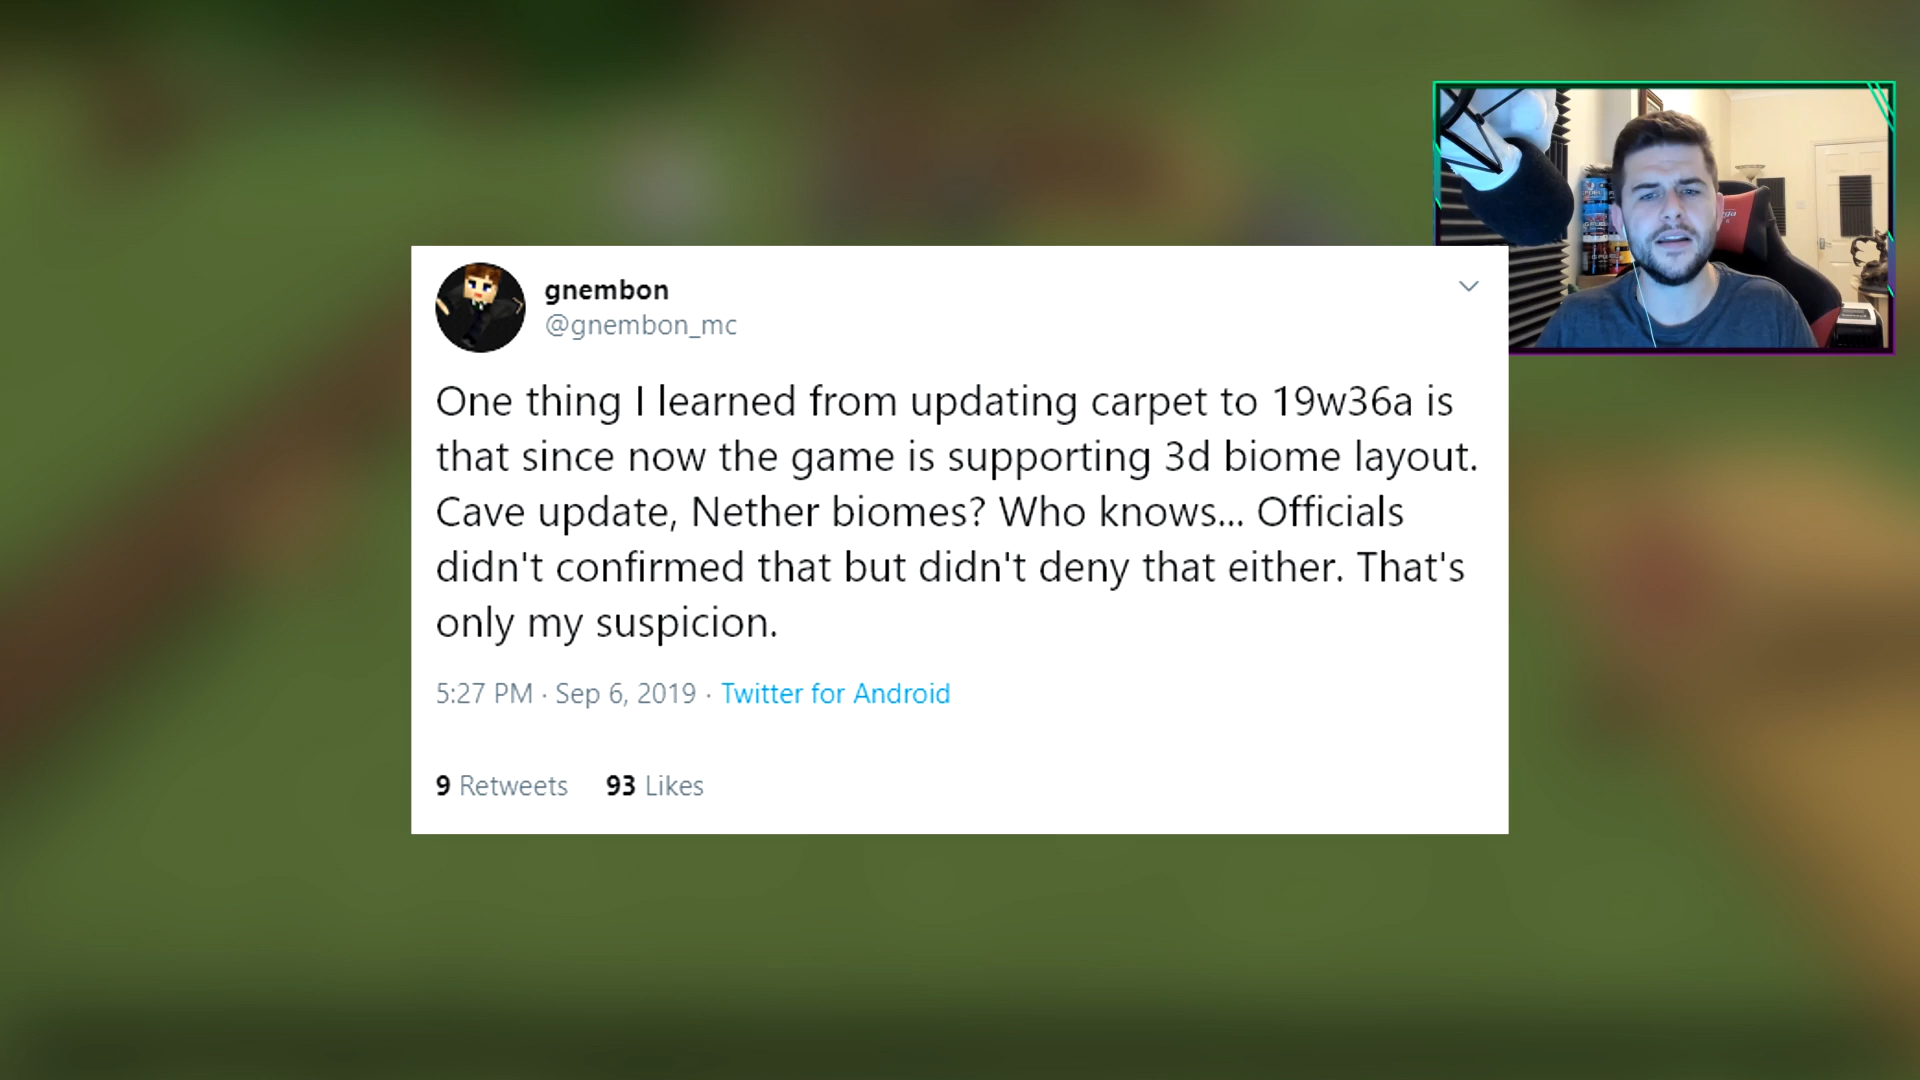 gnembon
@gnembon_mc
One thing I learned from updating carpet to 19w36a is
that since now the game is supporting 3d biome layout.
Cave update, Nether biomes? Who knows... Officials
didn't confirmed that but didn't deny that either. That's
only my suspicion.
5:27 PM · Sep 6, 2019 · Twitter for Android
9 Retweets 93 Likes